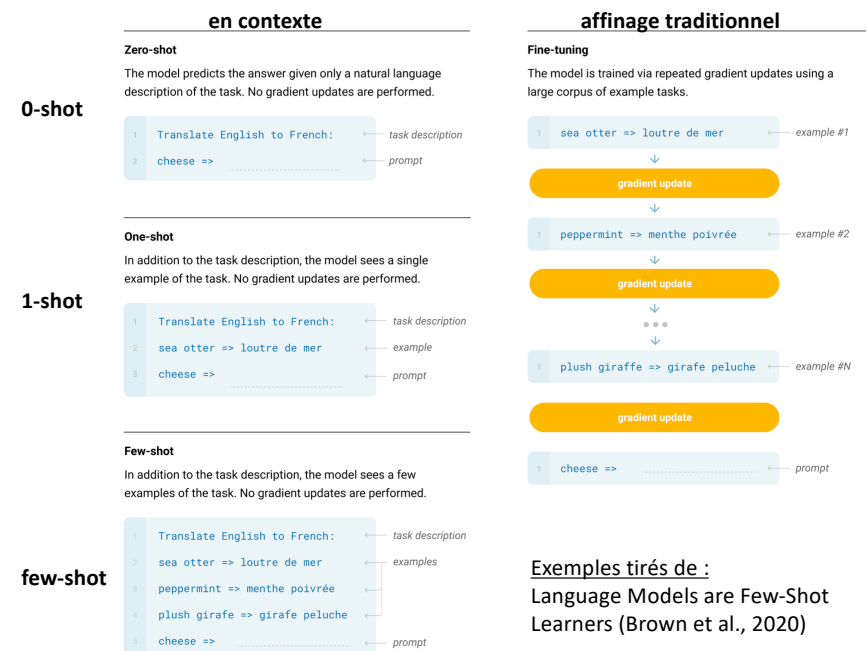 en contexte
Zero-shot
The model predicts the answer given only a natural language
description of the task. No gradient updates are performed.
0-shot
1 Translate English to French: ← task description
2 cheese => ← prompt
One-shot
In addition to the task description, the model sees a single
example of the task. No gradient updates are performed.
1-shot
1 Translate English to French: ← task description
2 sea otter => loutre de mer ← example
3 cheese => ← prompt
Few-shot
In addition to the task description, the model sees a few
examples of the task. No gradient updates are performed.
few-shot
1 Translate English to French: ← task description
2 sea otter => loutre de mer ← examples
3 peppermint => menthe poivrée
4 plush girafe => girafe peluche
5 cheese => ← prompt
affinage traditionnel
Fine-tuning
The model is trained via repeated gradient updates using a
large corpus of example tasks.
1 sea otter => loutre de mer ← example #1
gradient update
1 peppermint => menthe poivrée ← example #2
gradient update
1 plush giraffe => girafe peluche ← example #N
gradient update
1 cheese => ← prompt
Exemples tirés de :
Language Models are Few-Shot
Learners (Brown et al., 2020)